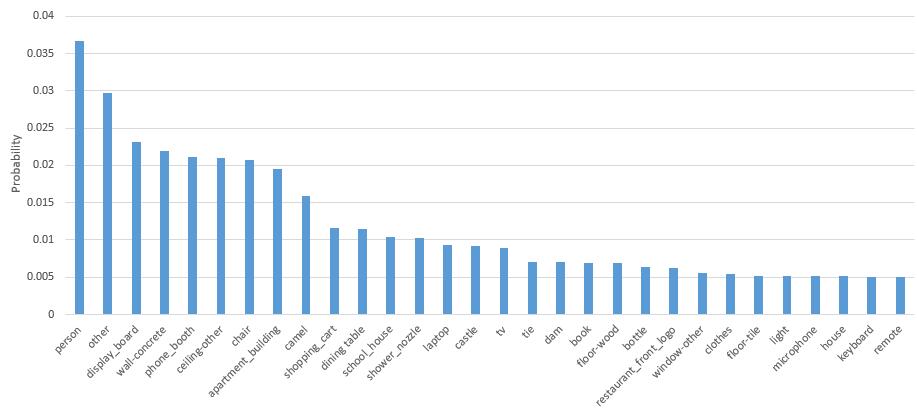 0.04
0.035
0.03
0.025
0.02
0.015
0.01
0.005
0
Probability
person
other
display_board
wall-concrete
phone_booth
ceiling-other
chair
apartment_building
camel
shopping_cart
dining table
school_house
shower_nozzle
laptop
castle
tv
tie
dam
book
floor-wood
bottle
restaurant_front_logo
window-other
clothes
floor-tile
light
microphone
house
keyboard
remote